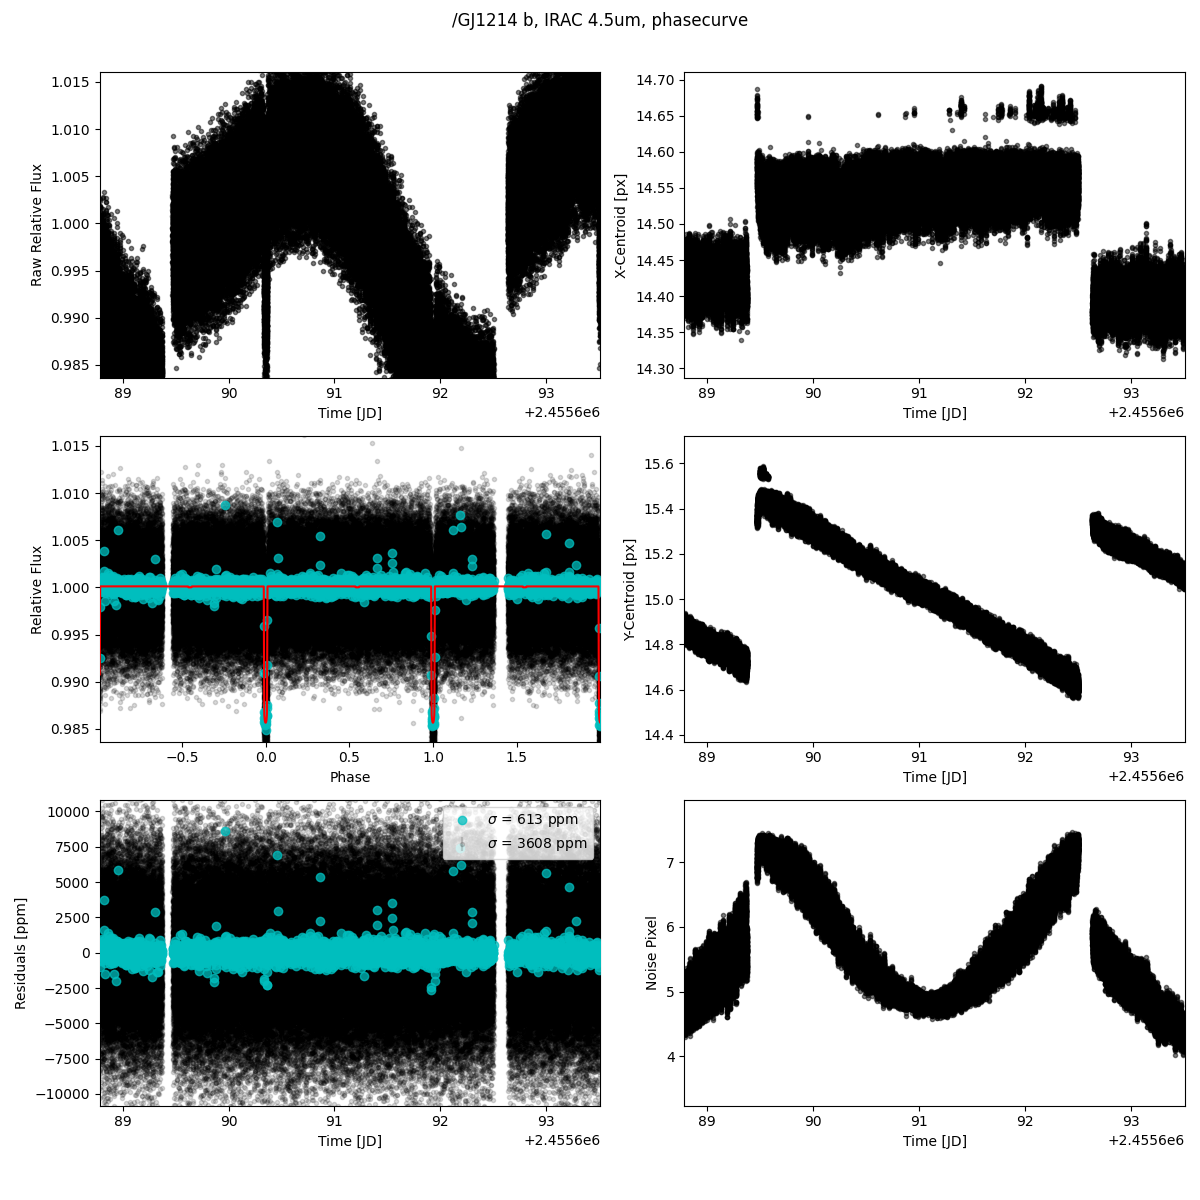 /GJ1214 b, IRAC 4.5um, phasecurve
1.015
1.010
1.005
1.000
0.995
0.990
0.985
Raw Relative Flux
89 90 91 92 93
Time [JD]
+2.4556e6
14.70
14.65
14.60
14.55
14.50
14.45
14.40
14.35
14.30
X-Centroid [px]
89 90 91 92 93
Time [JD]
+2.4556e6
1.015
1.010
1.005
1.000
0.995
0.990
0.985
Relative Flux
−0.5 0.0 0.5 1.0 1.5
Phase
15.6
15.4
15.2
15.0
14.8
14.6
14.4
Y-Centroid [px]
89 90 91 92 93
Time [JD]
+2.4556e6
10000
7500
5000
2500
0
−2500
−5000
−7500
−10000
Residuals [ppm]
σ = 613 ppm
σ = 3608 ppm
89 90 91 92 93
Time [JD]
+2.4556e6
7
6
5
4
Noise Pixel
89 90 91 92 93
Time [JD]
+2.4556e6